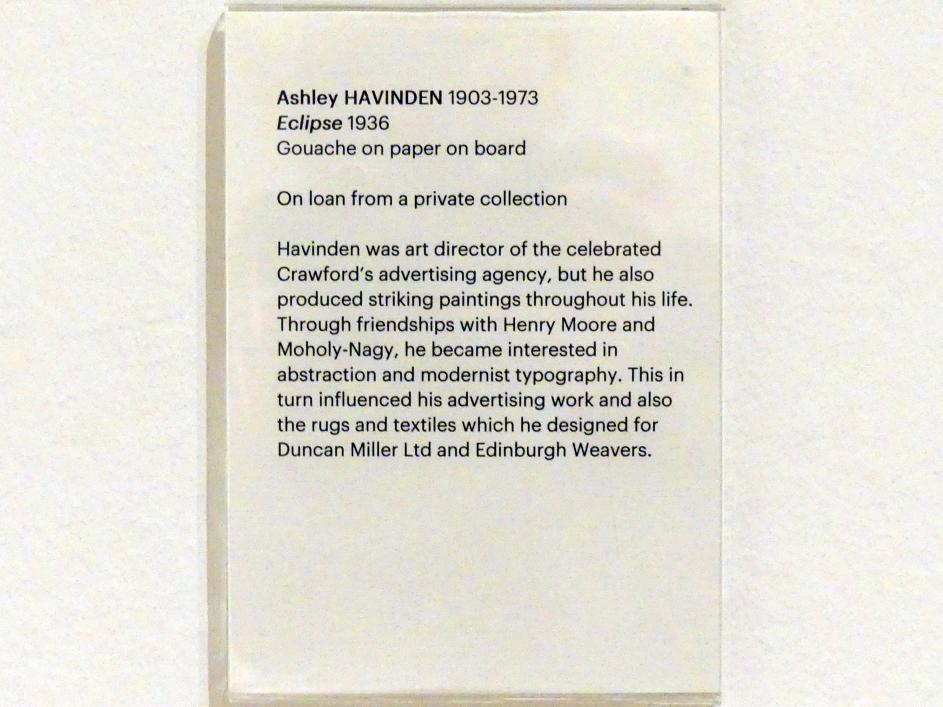 Ashley HAVINDEN 1903-1973
Eclipse 1936
Gouache on paper on board
On loan from a private collection
Havinden was art director of the celebrated
Crawford's advertising agency, but he also
produced striking paintings throughout his life.
Through friendships with Henry Moore and
Moholy-Nagy, he became interested in
abstraction and modernist typography. This in
turn influenced his advertising work and also
the rugs and textiles which he designed for
Duncan Miller Ltd and Edinburgh Weavers.